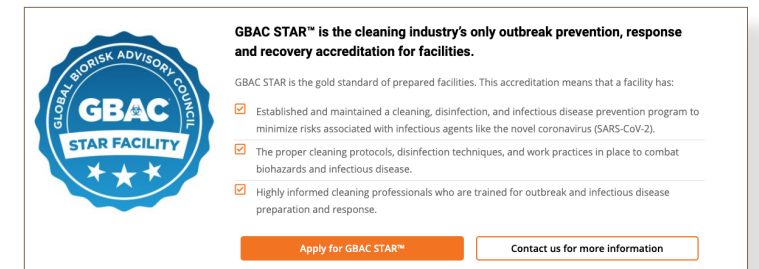 GLOBAL BIORISK ADVISORY COUNCIL
GBAC
STAR FACILITY
GBAC STAR™ is the cleaning industry's only outbreak prevention, response
and recovery accreditation for facilities.
GBAC STAR is the gold standard of prepared facilities. This accreditation means that a facility has:
Established and maintained a cleaning, disinfection, and infectious disease prevention program to
minimize risks associated with infectious agents like the novel coronavirus (SARS-CoV-2).
The proper cleaning protocols, disinfection techniques, and work practices in place to combat
biohazards and infectious disease.
Highly informed cleaning professionals who are trained for outbreak and infectious disease
preparation and response.
Apply for GBAC STAR™
Contact us for more information